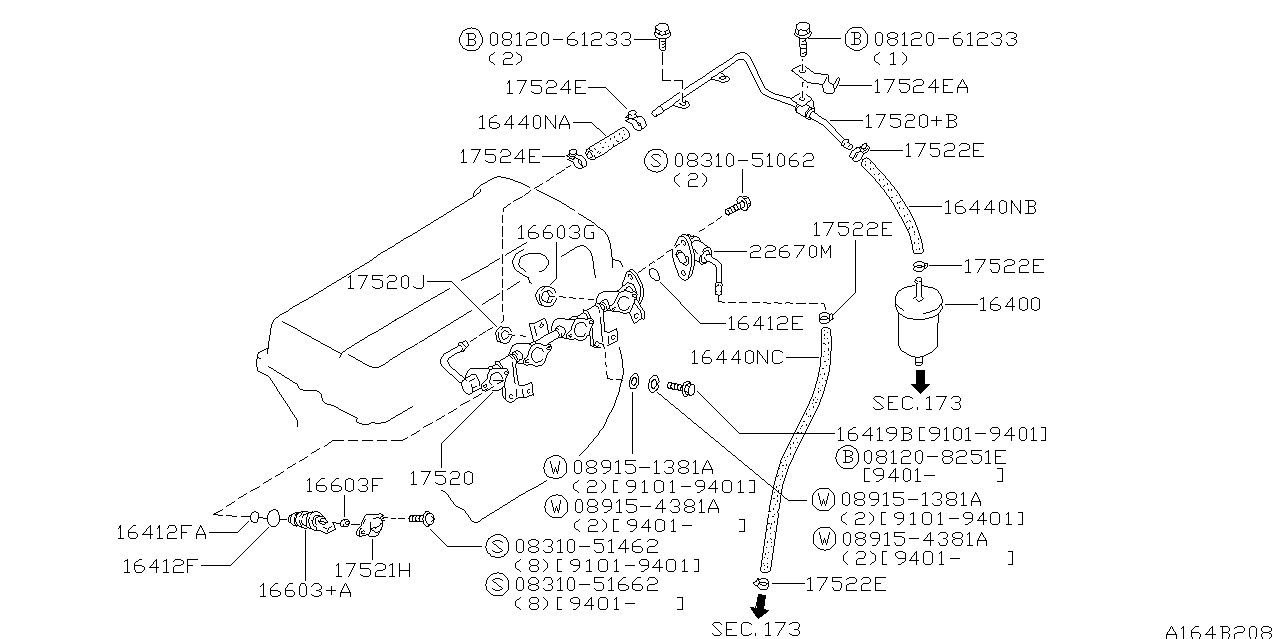 B 08120-61233
(2)
B 08120-61233
(1)
17524E
17524EA
16440NA
17520+B
17524E
S 08310-51062
(2)
17522E
16440NB
17522E
16603G
22670M
17522E
17520J
16400
16412E
16440NC
SEC.173
16419B[9101-9401]
B 08120-8251E
[9401- ]
17520
W 08915-1381A
(2)[9101-9401]
W 08915-4381A
(2)[9401- ]
16603F
W 08915-1381A
(2)[9101-9401]
W 08915-4381A
(2)[9401- ]
16412FA
16412F
S 08310-51462
(8)[9101-9401]
17521H
16603+A
S 08310-51662
(8)[9401- ]
17522E
SEC.173
A164B208